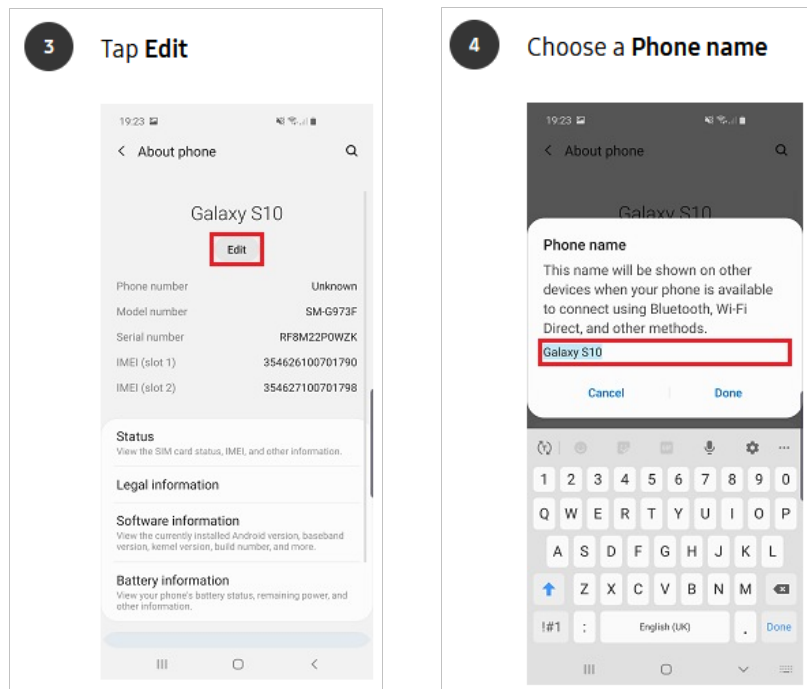 3 Tap Edit
19:23
About phone
Galaxy S10
Edit
Phone number Unknown
Model number SM-G973F
Serial number RF8M22P0WZK
IMEI (slot 1) 354626100701790
IMEI (slot 2) 354627100701798
Status
View the SIM card status, IMEI, and other information.
Legal information
Software information
View the currently installed Android version, baseband
version, kernel version, build number, and more.
Battery information
View your phone's battery status, remaining power, and
other information.
4 Choose a Phone name
19:23
About phone
Galaxy S10
Phone name
This name will be shown on other
devices when your phone is available
to connect using Bluetooth, Wi-Fi
Direct, and other methods.
Galaxy S10
Cancel Done
1 2 3 4 5 6 7 8 9 0
Q W E R T Y U I O P
A S D F G H J K L
Z X C V B N M
!#1 : English (UK) . Done